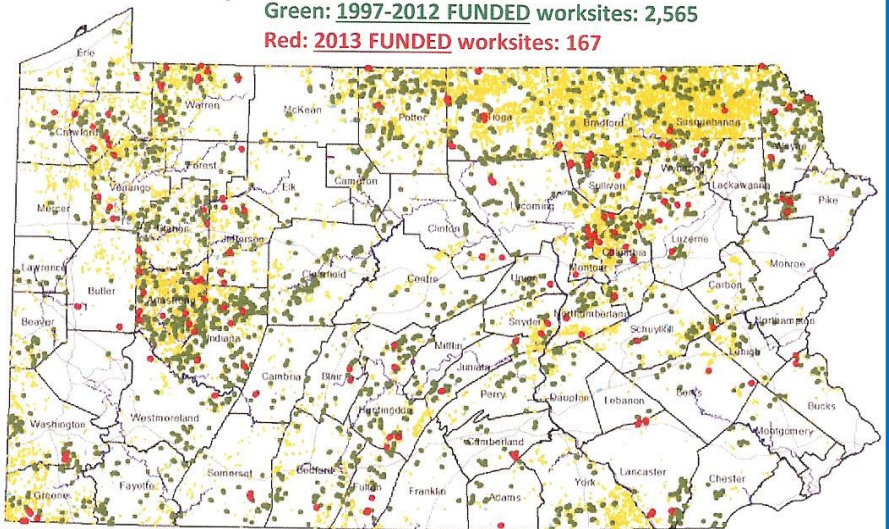 Green: 1997-2012 FUNDED worksites: 2,565
Red: 2013 FUNDED worksites: 167
Erie
Warren
McKean
Potter
Tioga
Bradford
Susquehanna
Crawford
Wayne
Forest
Wyoming
Venango
Elk
Cameron
Sullivan
Lackawanna
Pike
Mercer
Lycoming
Clarion
Clinton
Jefferson
Luzerne
Columbia
Lawrence
Clearfield
Centre
Union
Montour
Monroe
Butler
Carbon
Armstrong
Beaver
Snyder
Northumberland
Northampton
Indiana
Schuylkill
Mifflin
Lehigh
Juniata
Cambria
Blair
Perry
Dauphin
Lebanon
Berks
Bucks
Huntingdon
Westmoreland
Washington
Cumberland
Montgomery
Somerset
Bedford
Lancaster
Fayette
Fulton
Franklin
York
Chester
Greene
Adams